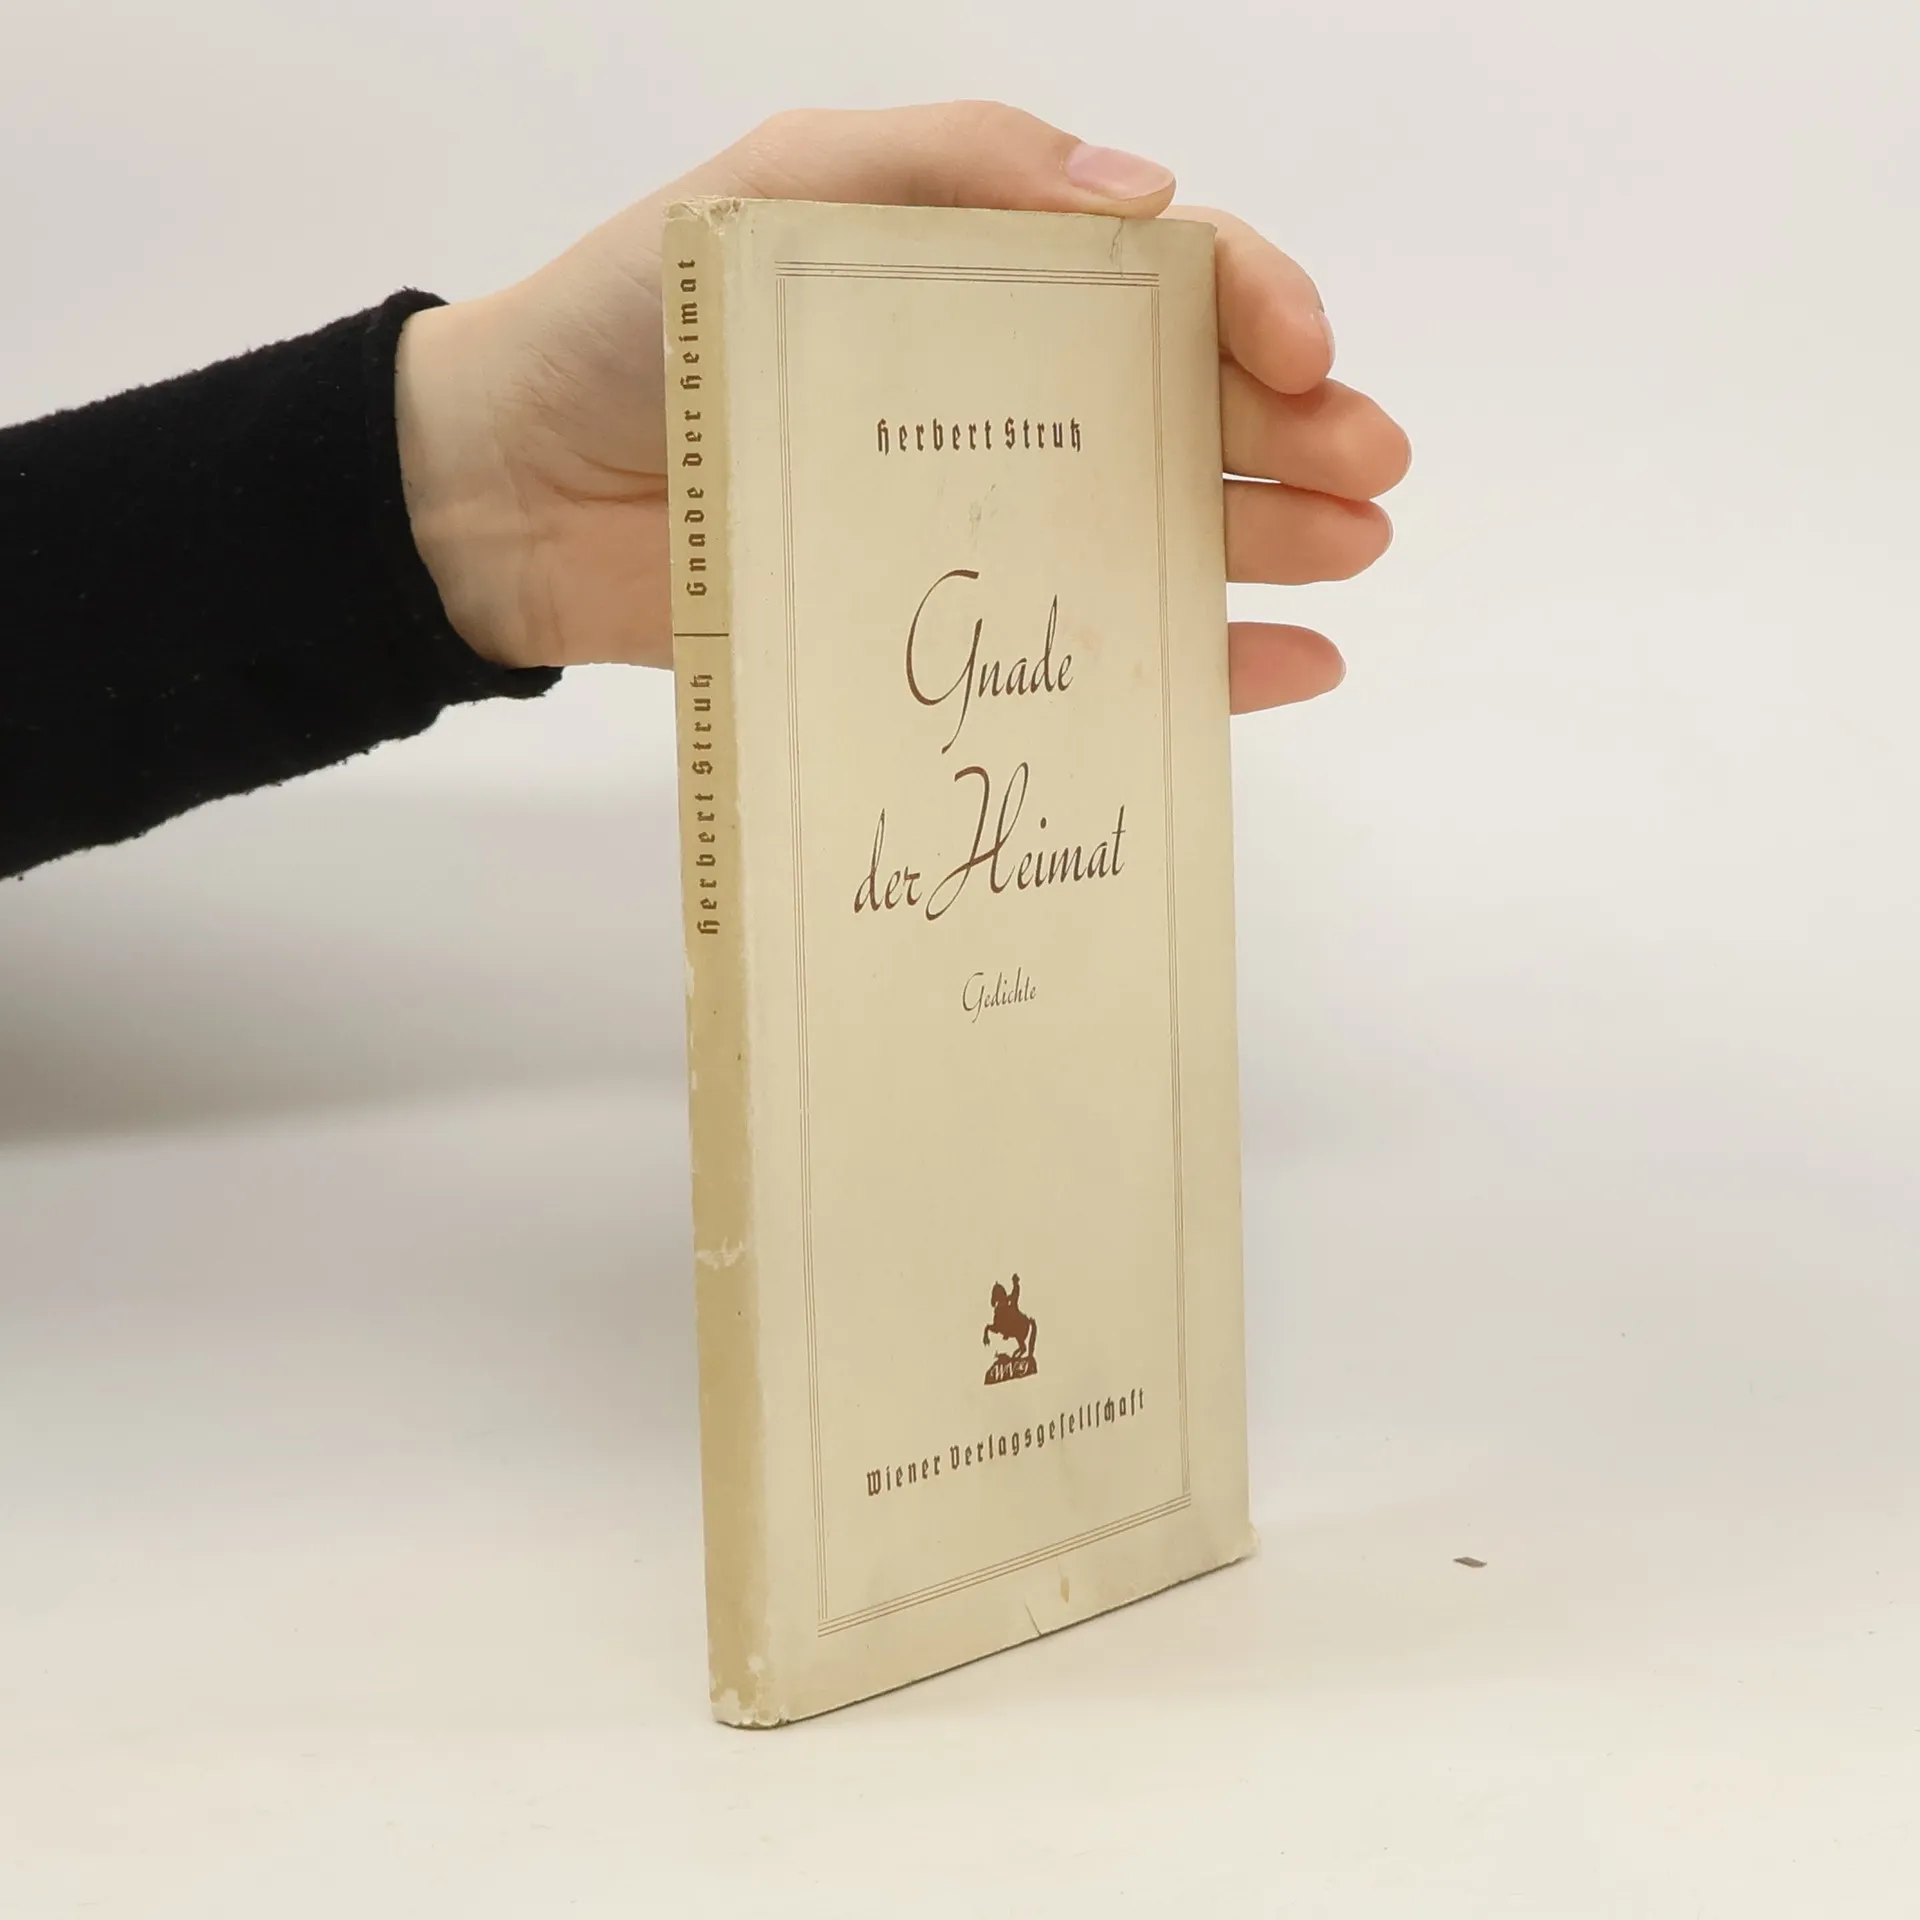 Herbert Strutz
Gnade
der Heimat
Gedichte
WVG
Wiener Verlagsgeſellſchaft
Herbert Strutz | Gnade der Heimat